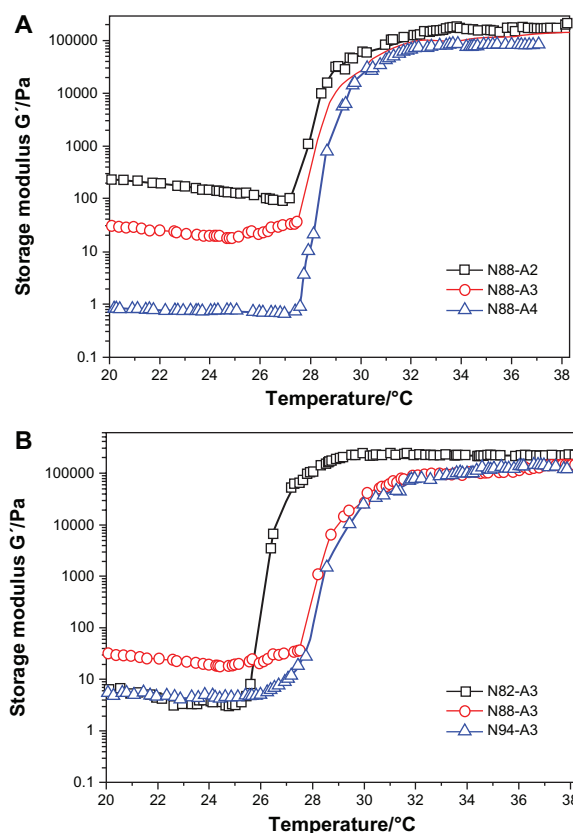 A
Storage modulus G′/Pa
100000
10000
1000
100
10
1
0.1
20 22 24 26 28 30 32 34 36 38
Temperature/°C
N88-A2
N88-A3
N88-A4
B
Storage modulus G′/Pa
100000
10000
1000
100
10
1
0.1
20 22 24 26 28 30 32 34 36 38
Temperature/°C
N82-A3
N88-A3
N94-A3